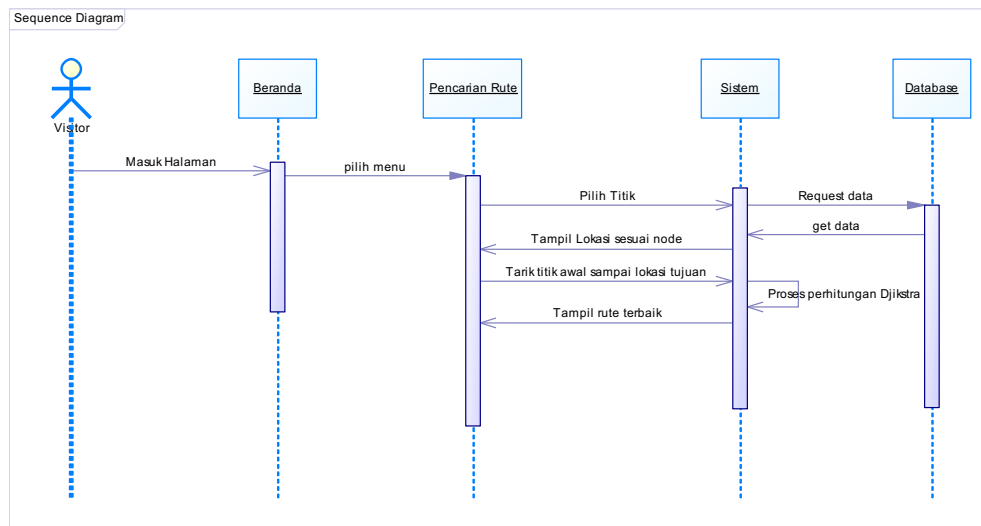 Sequence Diagram
Beranda
Pencarian Rute
Sistem
Database
Visitor
Masuk Halaman
pilih menu
Pilih Titik
Request data
get data
Tampil Lokasi sesuai node
Tarik titik awal sampai lokasi tujuan
Proses perhitungan Djikstra
Tampil rute terbaik